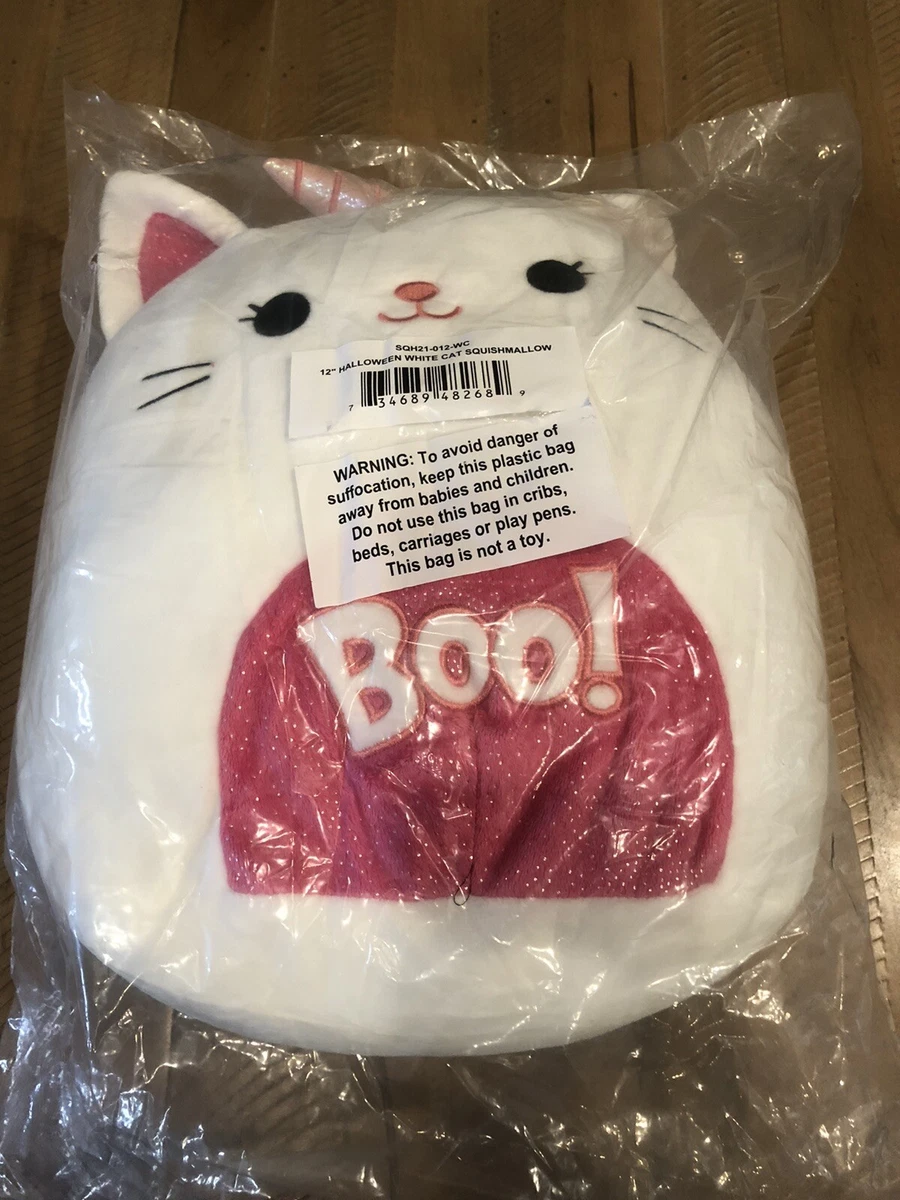 SQH21-012-WC
12" HALLOWEEN WHITE CAT SQUISHMALLOW
7 34689 48268 9
WARNING: To avoid danger of
suffocation, keep this plastic bag
away from babies and children.
Do not use this bag in cribs,
beds, carriages or play pens.
This bag is not a toy.
Boo!